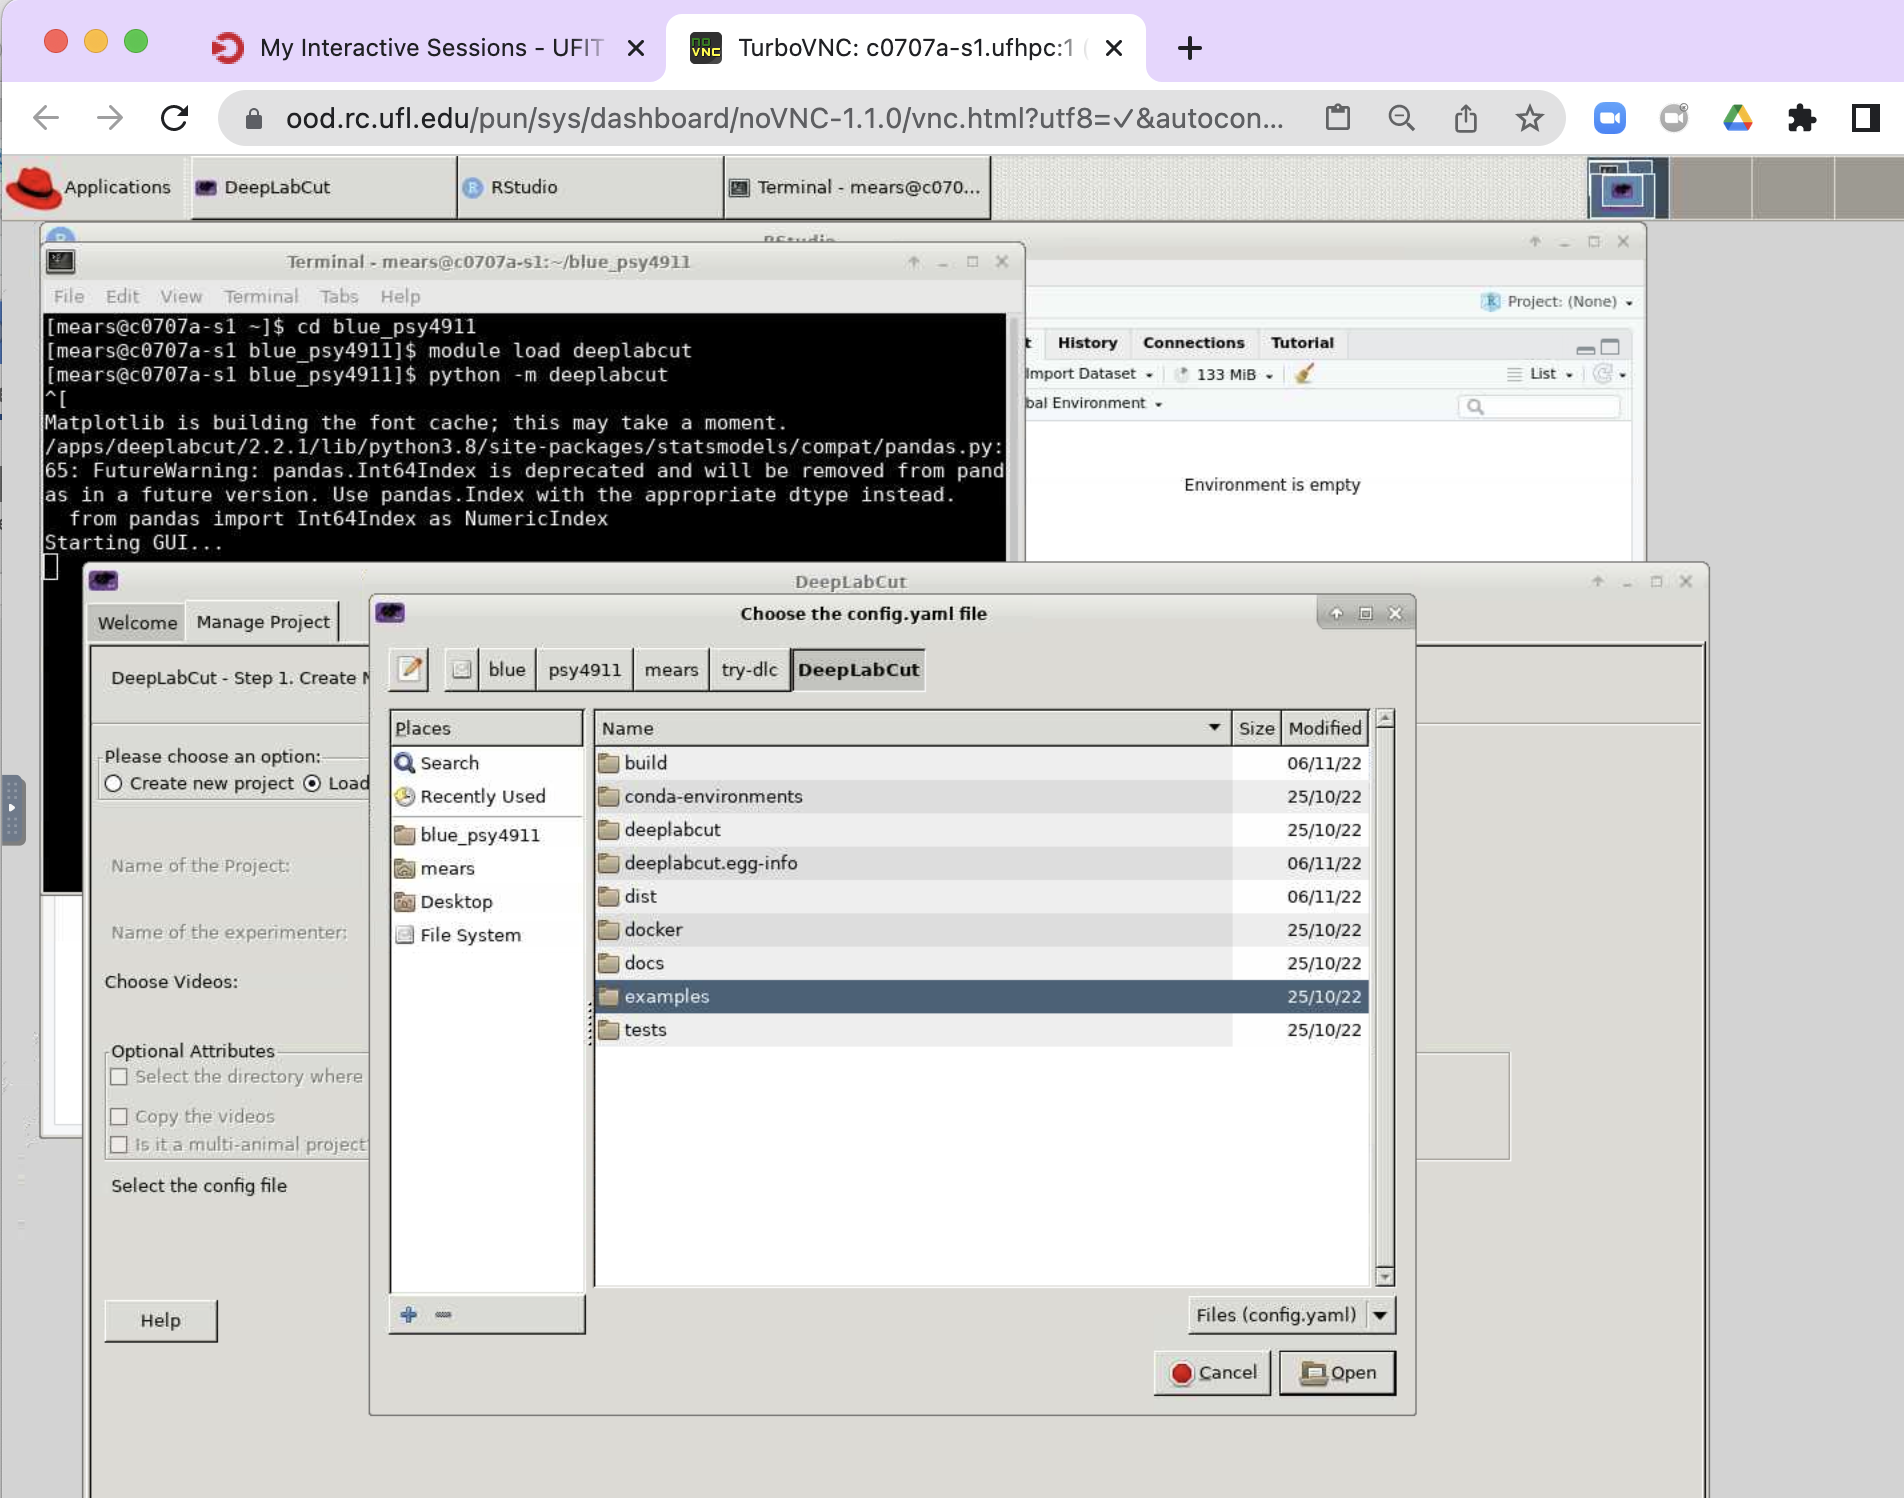 My Interactive Sessions - UFIT
TurboVNC: c0707a-s1.ufhpc:1 (
ood.rc.ufl.edu/pun/sys/dashboard/noVNC-1.1.0/vnc.html?utf8=✓&autocon...
Applications
DeepLabCut
RStudio
Terminal - mears@c070...
RStudio
Terminal - mears@c0707a-s1:~/blue_psy4911
File Edit View Terminal Tabs Help
Project: (None)
[mears@c0707a-s1 ~]$ cd blue_psy4911
[mears@c0707a-s1 blue_psy4911]$ module load deeplabcut
[mears@c0707a-s1 blue_psy4911]$ python -m deeplabcut
^[
Matplotlib is building the font cache; this may take a moment.
/apps/deeplabcut/2.2.1/lib/python3.8/site-packages/statsmodels/compat/pandas.py:
65: FutureWarning: pandas.Int64Index is deprecated and will be removed from pand
as in a future version. Use pandas.Index with the appropriate dtype instead.
from pandas import Int64Index as NumericIndex
Starting GUI...
t History Connections Tutorial
Import Dataset 133 MiB List
bal Environment
Environment is empty
DeepLabCut
Welcome Manage Project
DeepLabCut - Step 1. Create N
Please choose an option:
Create new project Load
Name of the Project:
Name of the experimenter:
Choose Videos:
Optional Attributes
Select the directory where
Copy the videos
Is it a multi-animal project?
Select the config file
Help
Choose the config.yaml file
blue psy4911 mears try-dlc DeepLabCut
Places
Search
Recently Used
blue_psy4911
mears
Desktop
File System
Name Size Modified
build 06/11/22
conda-environments 25/10/22
deeplabcut 25/10/22
deeplabcut.egg-info 06/11/22
dist 06/11/22
docker 25/10/22
docs 25/10/22
examples 25/10/22
tests 25/10/22
Files (config.yaml)
Cancel Open